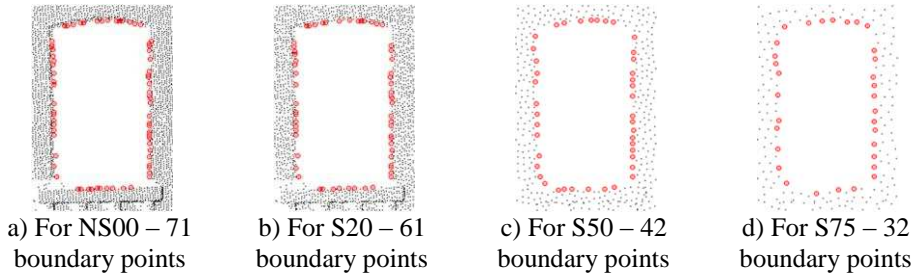 a) For NS00 – 71
boundary points
b) For S20 – 61
boundary points
c) For S50 – 42
boundary points
d) For S75 – 32
boundary points